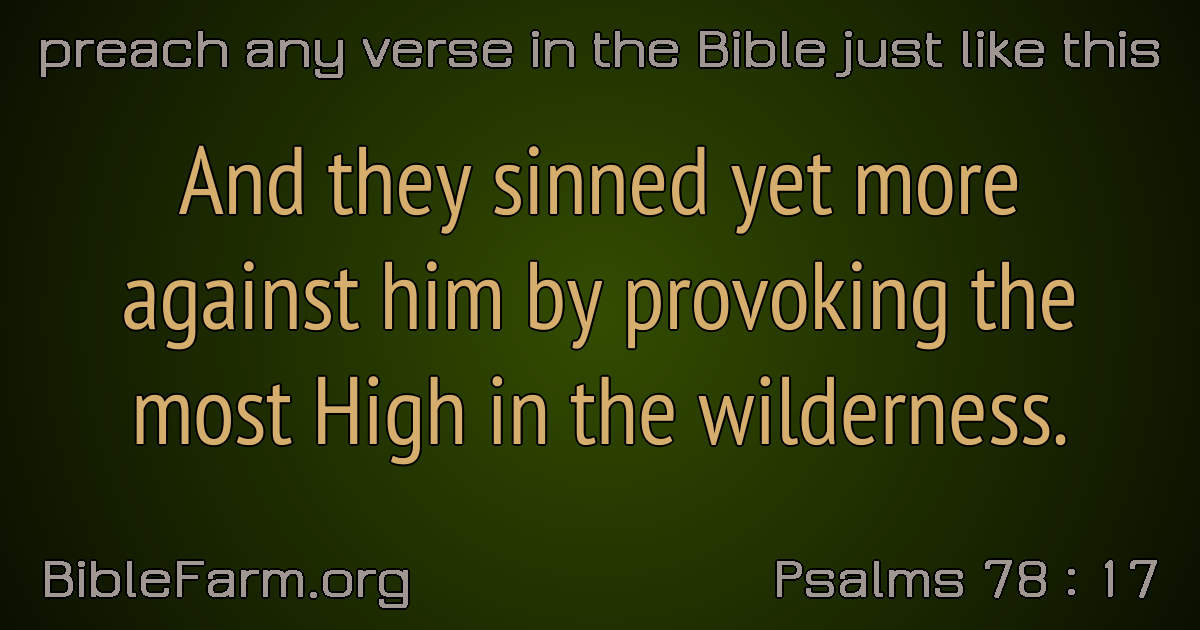 preach any verse in the Bible just like this
And they sinned yet more
against him by provoking the
most High in the wilderness.
BibleFarm.org
Psalms 78 : 17